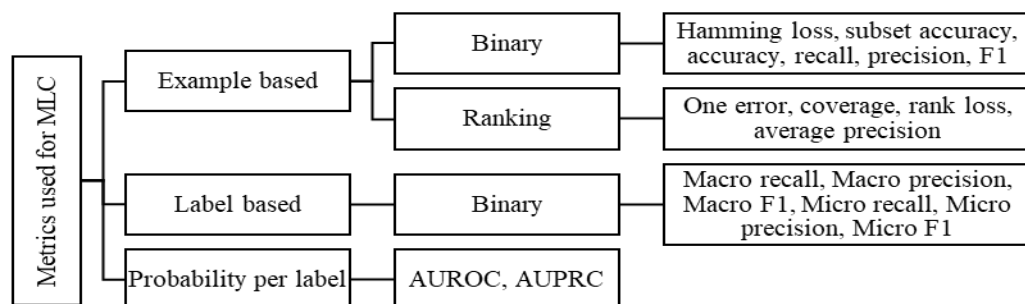 Metrics used for MLC
Example based
Binary
Hamming loss, subset accuracy,
accuracy, recall, precision, F1
Ranking
One error, coverage, rank loss,
average precision
Label based
Binary
Macro recall, Macro precision,
Macro F1, Micro recall, Micro
precision, Micro F1
Probability per label
AUROC, AUPRC